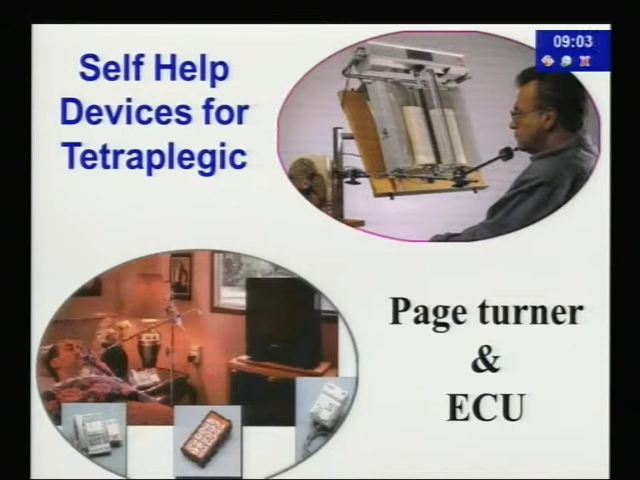 09:03
Self Help
Devices for
Tetraplegic
Page turner
&
ECU